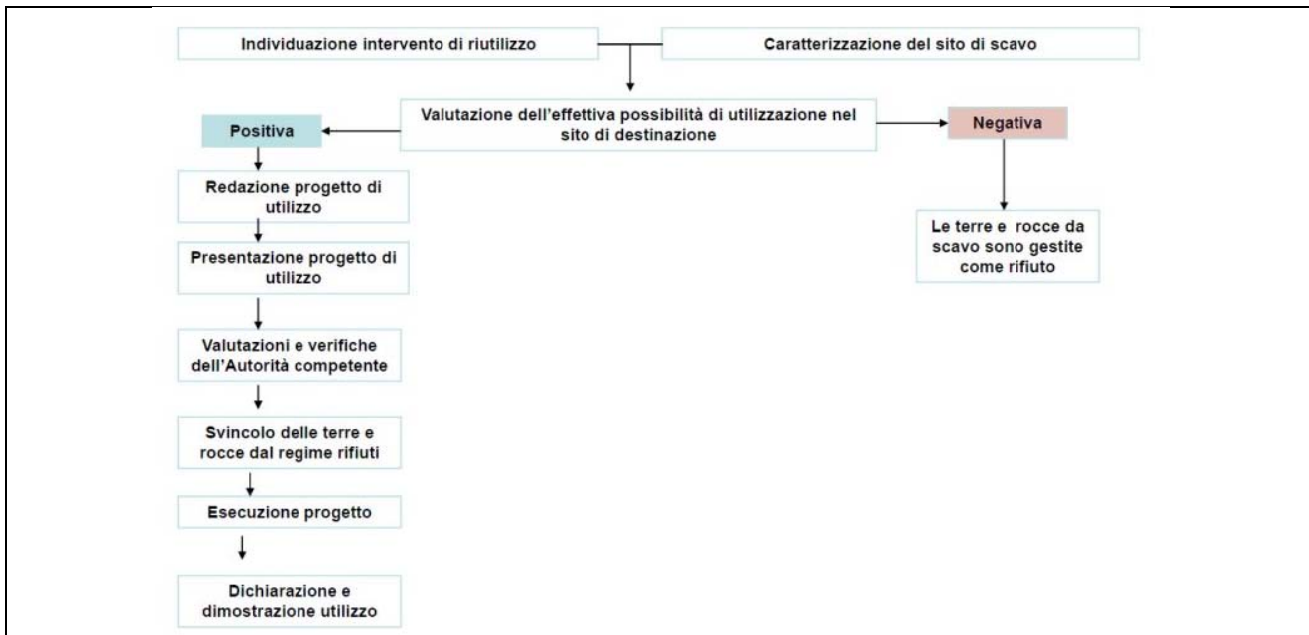 Individuazione intervento di riutilizzo
Caratterizzazione del sito di scavo
Valutazione dell'effettiva possibilità di utilizzazione nel
sito di destinazione
Positiva
Negativa
Redazione progetto di
utilizzo
Le terre e rocce da
scavo sono gestite
come rifiuto
Presentazione progetto di
utilizzo
Valutazioni e verifiche
dell'Autorità competente
Svincolo delle terre e
rocce dal regime rifiuti
Esecuzione progetto
Dichiarazione e
dimostrazione utilizzo